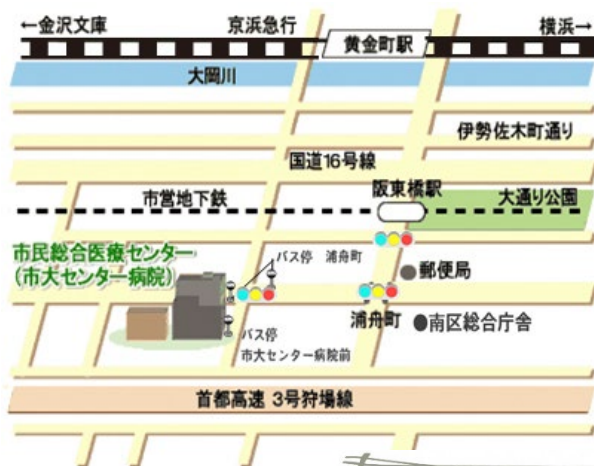 ←金沢文庫
京浜急行
黄金町駅
横浜→
大岡川
伊勢佐木町通り
国道16号線
阪東橋駅
市営地下鉄
大通り公園
市民総合医療センター
(市大センター病院)
バス停 浦舟町
郵便局
浦舟町
●南区総合庁舎
バス停
市大センター病院前
首都高速 3号狩場線